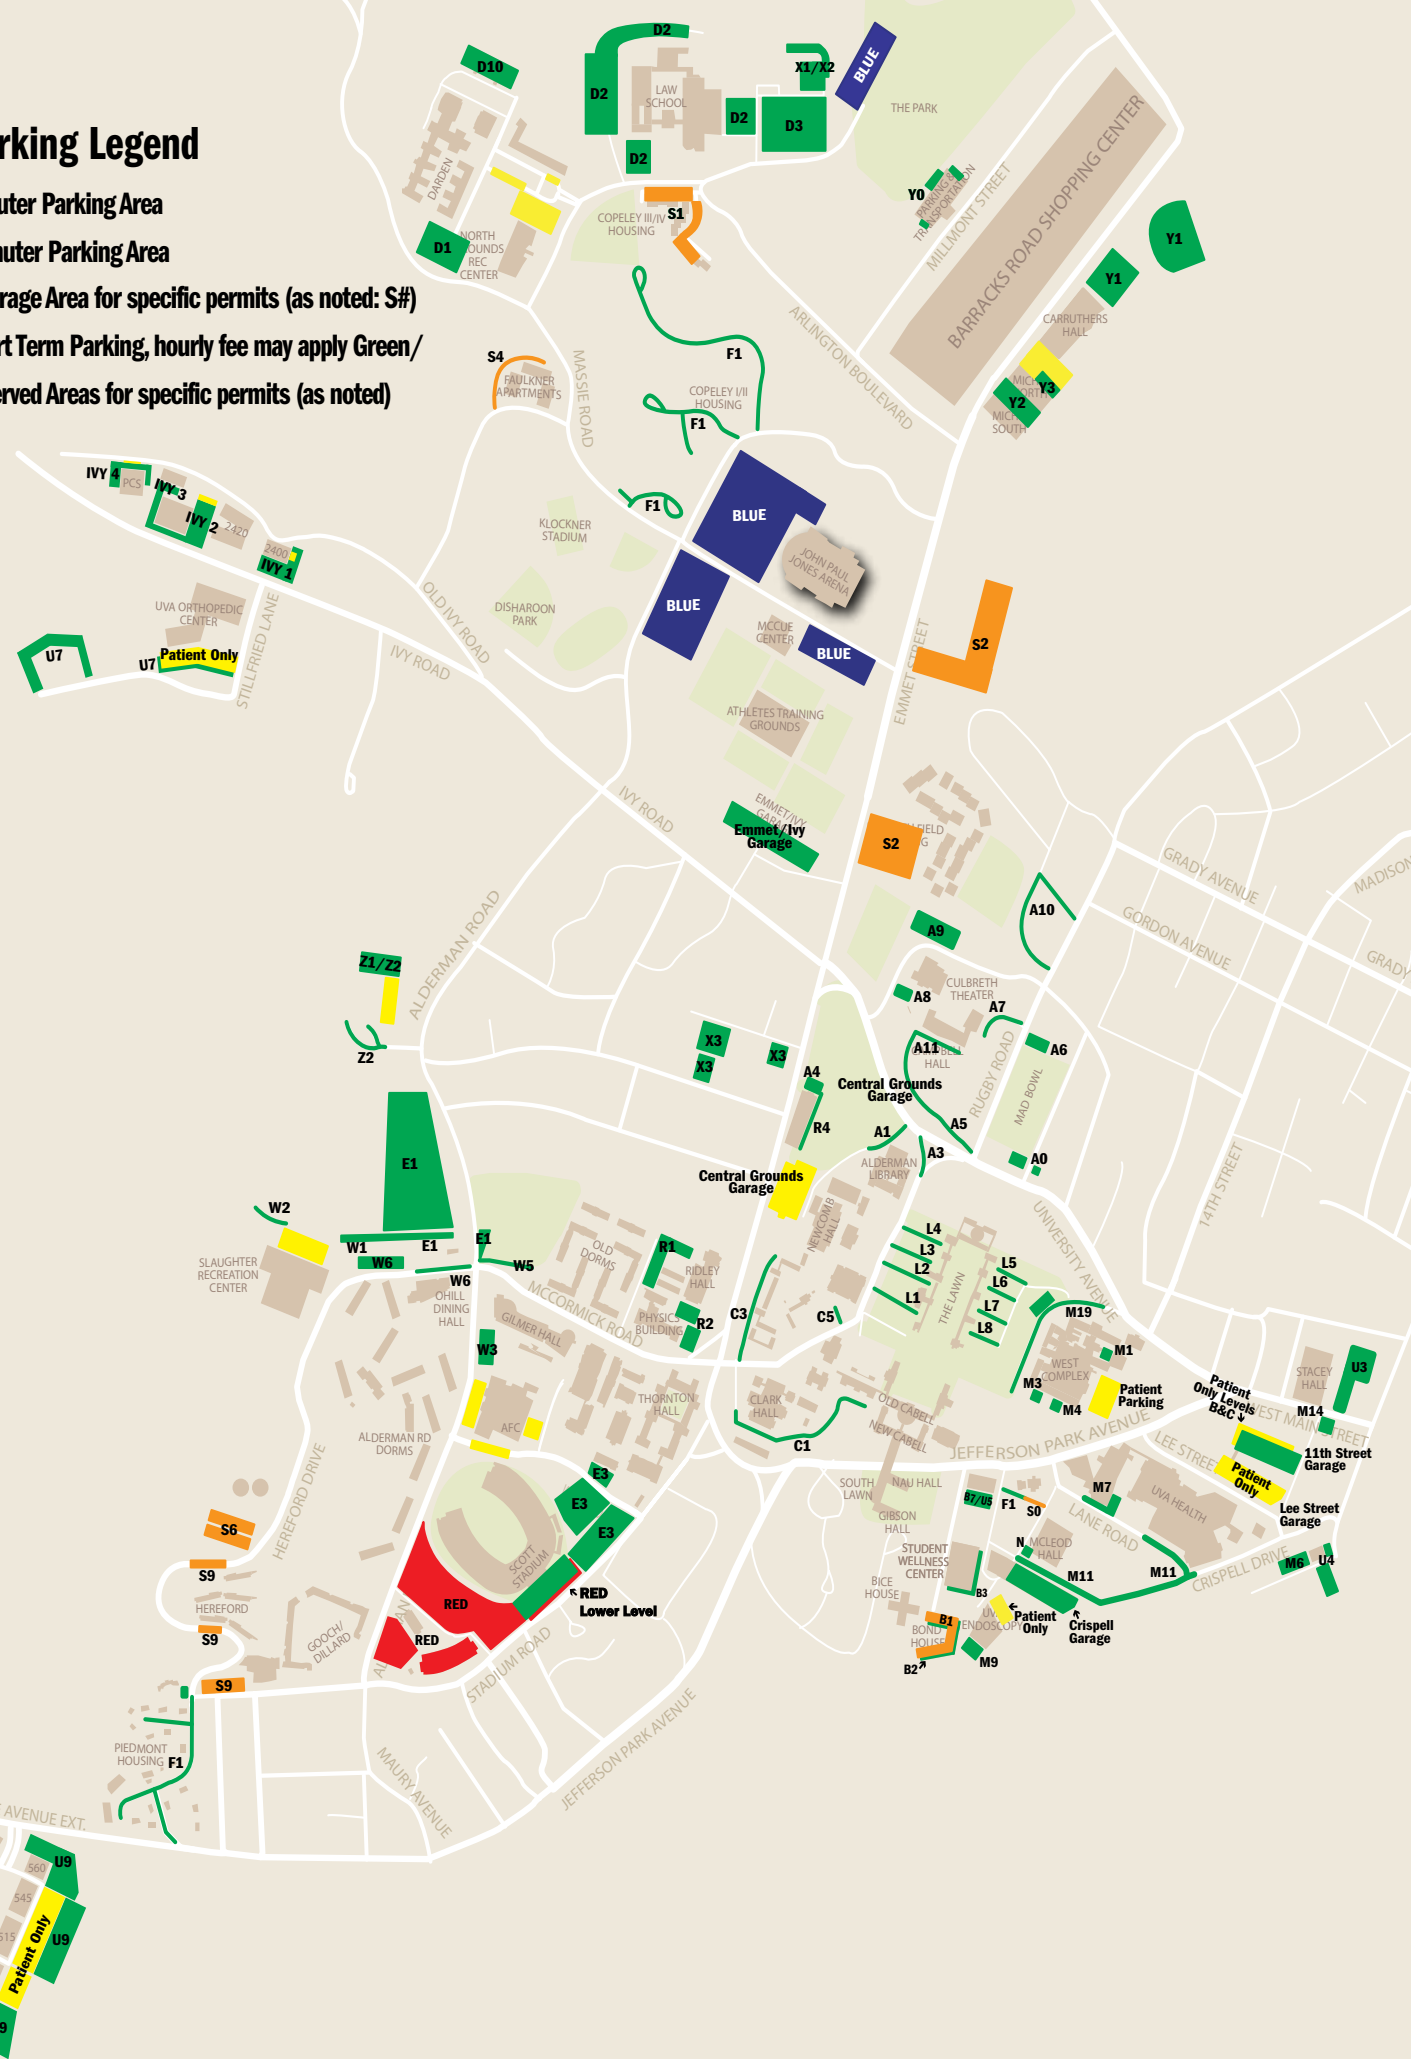 rking Legend
uter Parking Area
muter Parking Area
rage Area for specific permits (as noted: S#)
rt Term Parking, hourly fee may apply Green/
erved Areas for specific permits (as noted)
D10
D2
D2
LAW
SCHOOL
D2
D2
X1/X2
D3
BLUE
THE PARK
BARRACKS ROAD SHOPPING CENTER
DARDEN
D1
NORTH
OUNDS
REC
CENTER
S1
COPELEY III/IV
HOUSING
Y0
PARKING &
TRANSPORTATION
MILLMONT STREET
Y1
Y1
CARRUTHERS
HALL
Y3
Y2
MICH
SOUTH
ARLINGTON BOULEVARD
F1
S4
FAULKNER
APARTMENTS
MASSIE ROAD
COPELEY I/II
HOUSING
F1
F1
BLUE
BLUE
BLUE
JOHN PAUL
JONES ARENA
MCCUE
CENTER
KLOCKNER
STADIUM
DISHAROON
PARK
IVY 4
PCS
IVY 3
IVY 2
2420
2400
IVY 1
UVA ORTHOPEDIC
CENTER
U7
U7
Patient Only
STILLFRIED LANE
IVY ROAD
OLD IVY ROAD
S2
EMMET STREET
ATHLETES TRAINING
GROUNDS
EMMET/IVY
Emmet/Ivy
Garage
IVY ROAD
S2
FIELD
GRADY AVENUE
MADISON
GORDON AVENUE
GRADY
A10
A9
A8
CULBRETH
THEATER
A7
A6
A11
CAMPBELL
HALL
RUGBY ROAD
MAD BOWL
A5
A0
A3
A1
ALDERMAN
LIBRARY
Central Grounds
Garage
A4
R4
X3
X3
X3
Z1/Z2
Z2
ALDERMAN ROAD
Central Grounds
Garage
NEWCOMB
HALL
14TH STREET
UNIVERSITY AVENUE
E1
E1
E1
W1
W2
W6
W6
W5
SLAUGHTER
RECREATION
CENTER
OHILL
DINING
HALL
W3
OLD
DORMS
MCCORMICK ROAD
GILMER HALL
R1
RIDLEY
HALL
R2
PHYSICS
BUILDING
C3
C5
L4
L3
L2
L1
L5
L6
L7
L8
THE LAWN
M19
M1
M3
M4
WEST
COMPLEX
Patient
Parking
Patient
Only Levels
B&C
STACEY
HALL
U3
M14
WEST MAIN STREET
11th Street
Garage
LEE STREET
Patient
Only
Lee Street
Garage
JEFFERSON PARK AVENUE
THORNTON
HALL
CLARK
HALL
C1
OLD CABELL
NEW CABELL
AFC
ALDERMAN RD
DORMS
HEREFORD DRIVE
E3
E3
E3
SCOTT
STADIUM
RED
RED
RED
Lower Level
STADIUM ROAD
S6
S9
HEREFORD
S9
S9
GOOCH/
DILLARD
SOUTH
LAWN
NAU HALL
GIBSON
HALL
B7/U5
F1
S0
M7
UVA HEALTH
LANE ROAD
N
MCLEOD
HALL
M11
M11
CRISPELL DRIVE
M6
U4
STUDENT
WELLNESS
CENTER
BICE
HOUSE
B3
Patient
Only
Crispell
Garage
UVA
ENDOSCOPY
B1
BOND
HOUSE
B2
M9
PIEDMONT
HOUSING
F1
MAURY AVENUE
JEFFERSON PARK AVENUE
AVENUE EXT.
U9
560
545
515
U9
Patient Only
9